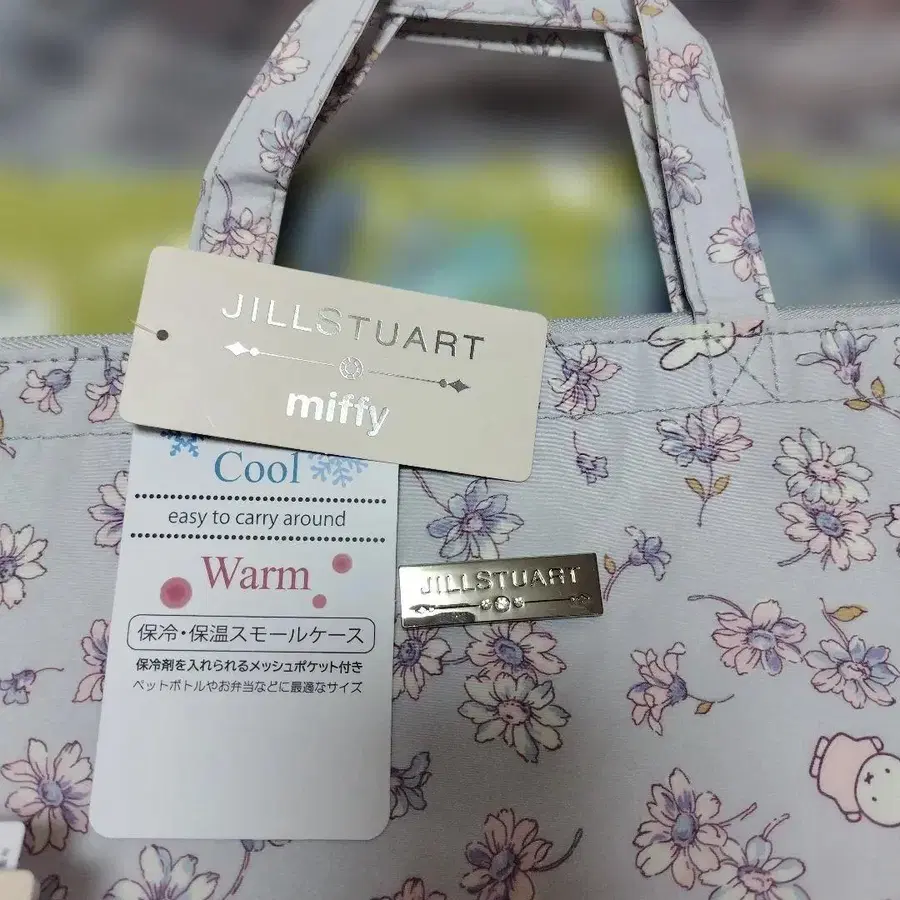 JILLSTUART
miffy
Cool
easy to carry around
Warm
保冷・保温スモールケース
保冷剤を入れられるメッシュポケット付き
ペットボトルやお弁当などに最適なサイズ
JILLSTUART